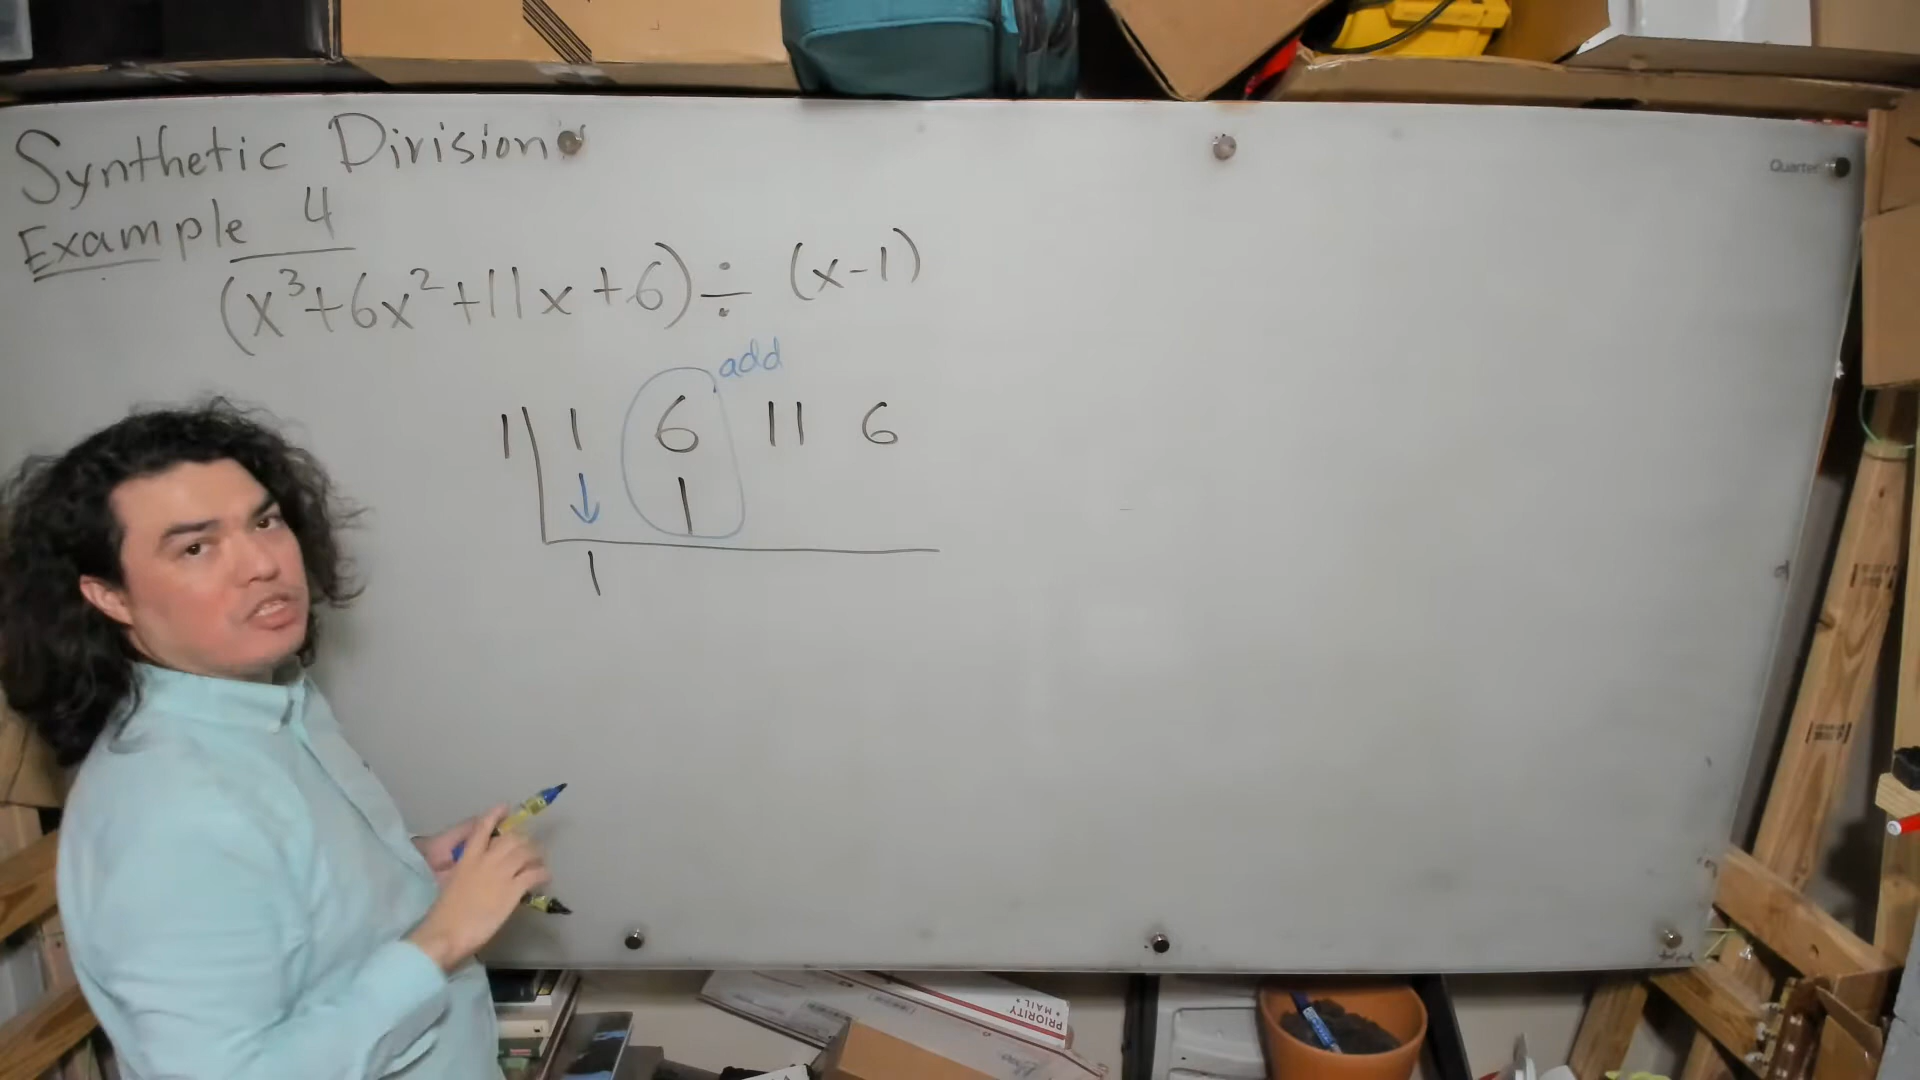 Synthetic Division
Example 4
(x³+6x²+11x+6) ÷ (x-1)
add
1 1 6 11 6
↓ 1
1
Quartet
PRIORITY
MAIL